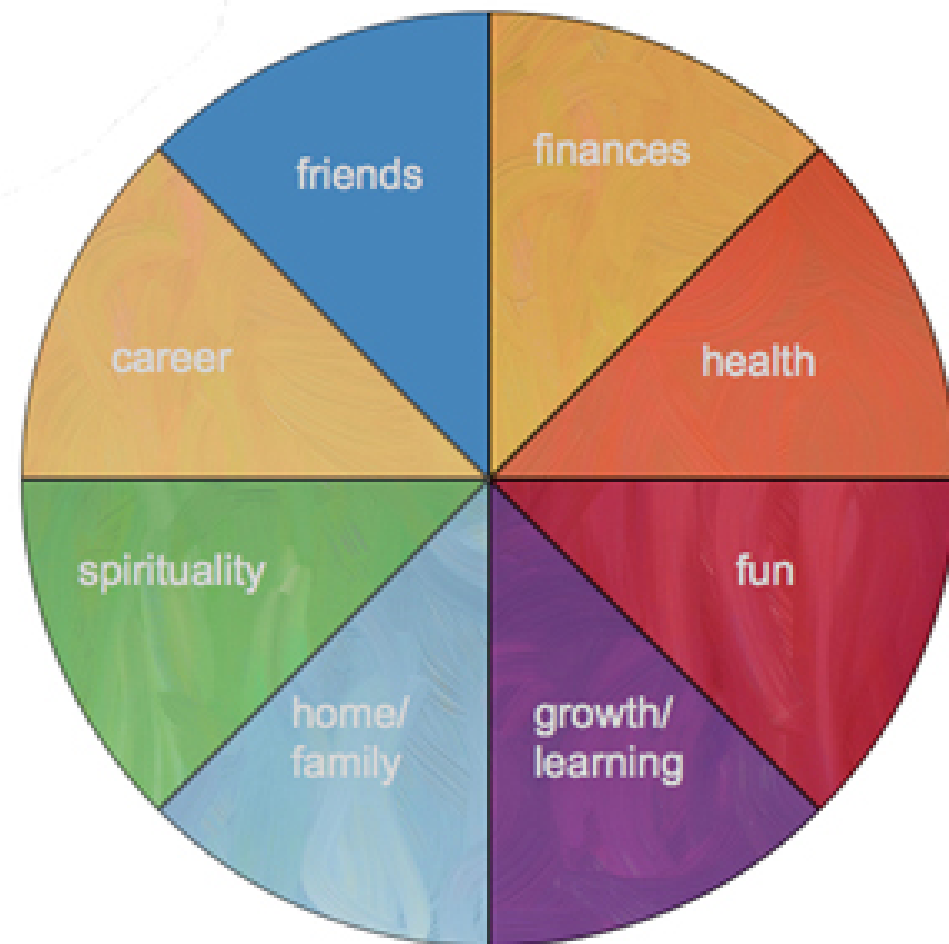 friends
finances
career
health
spirituality
fun
home/
family
growth/
learning